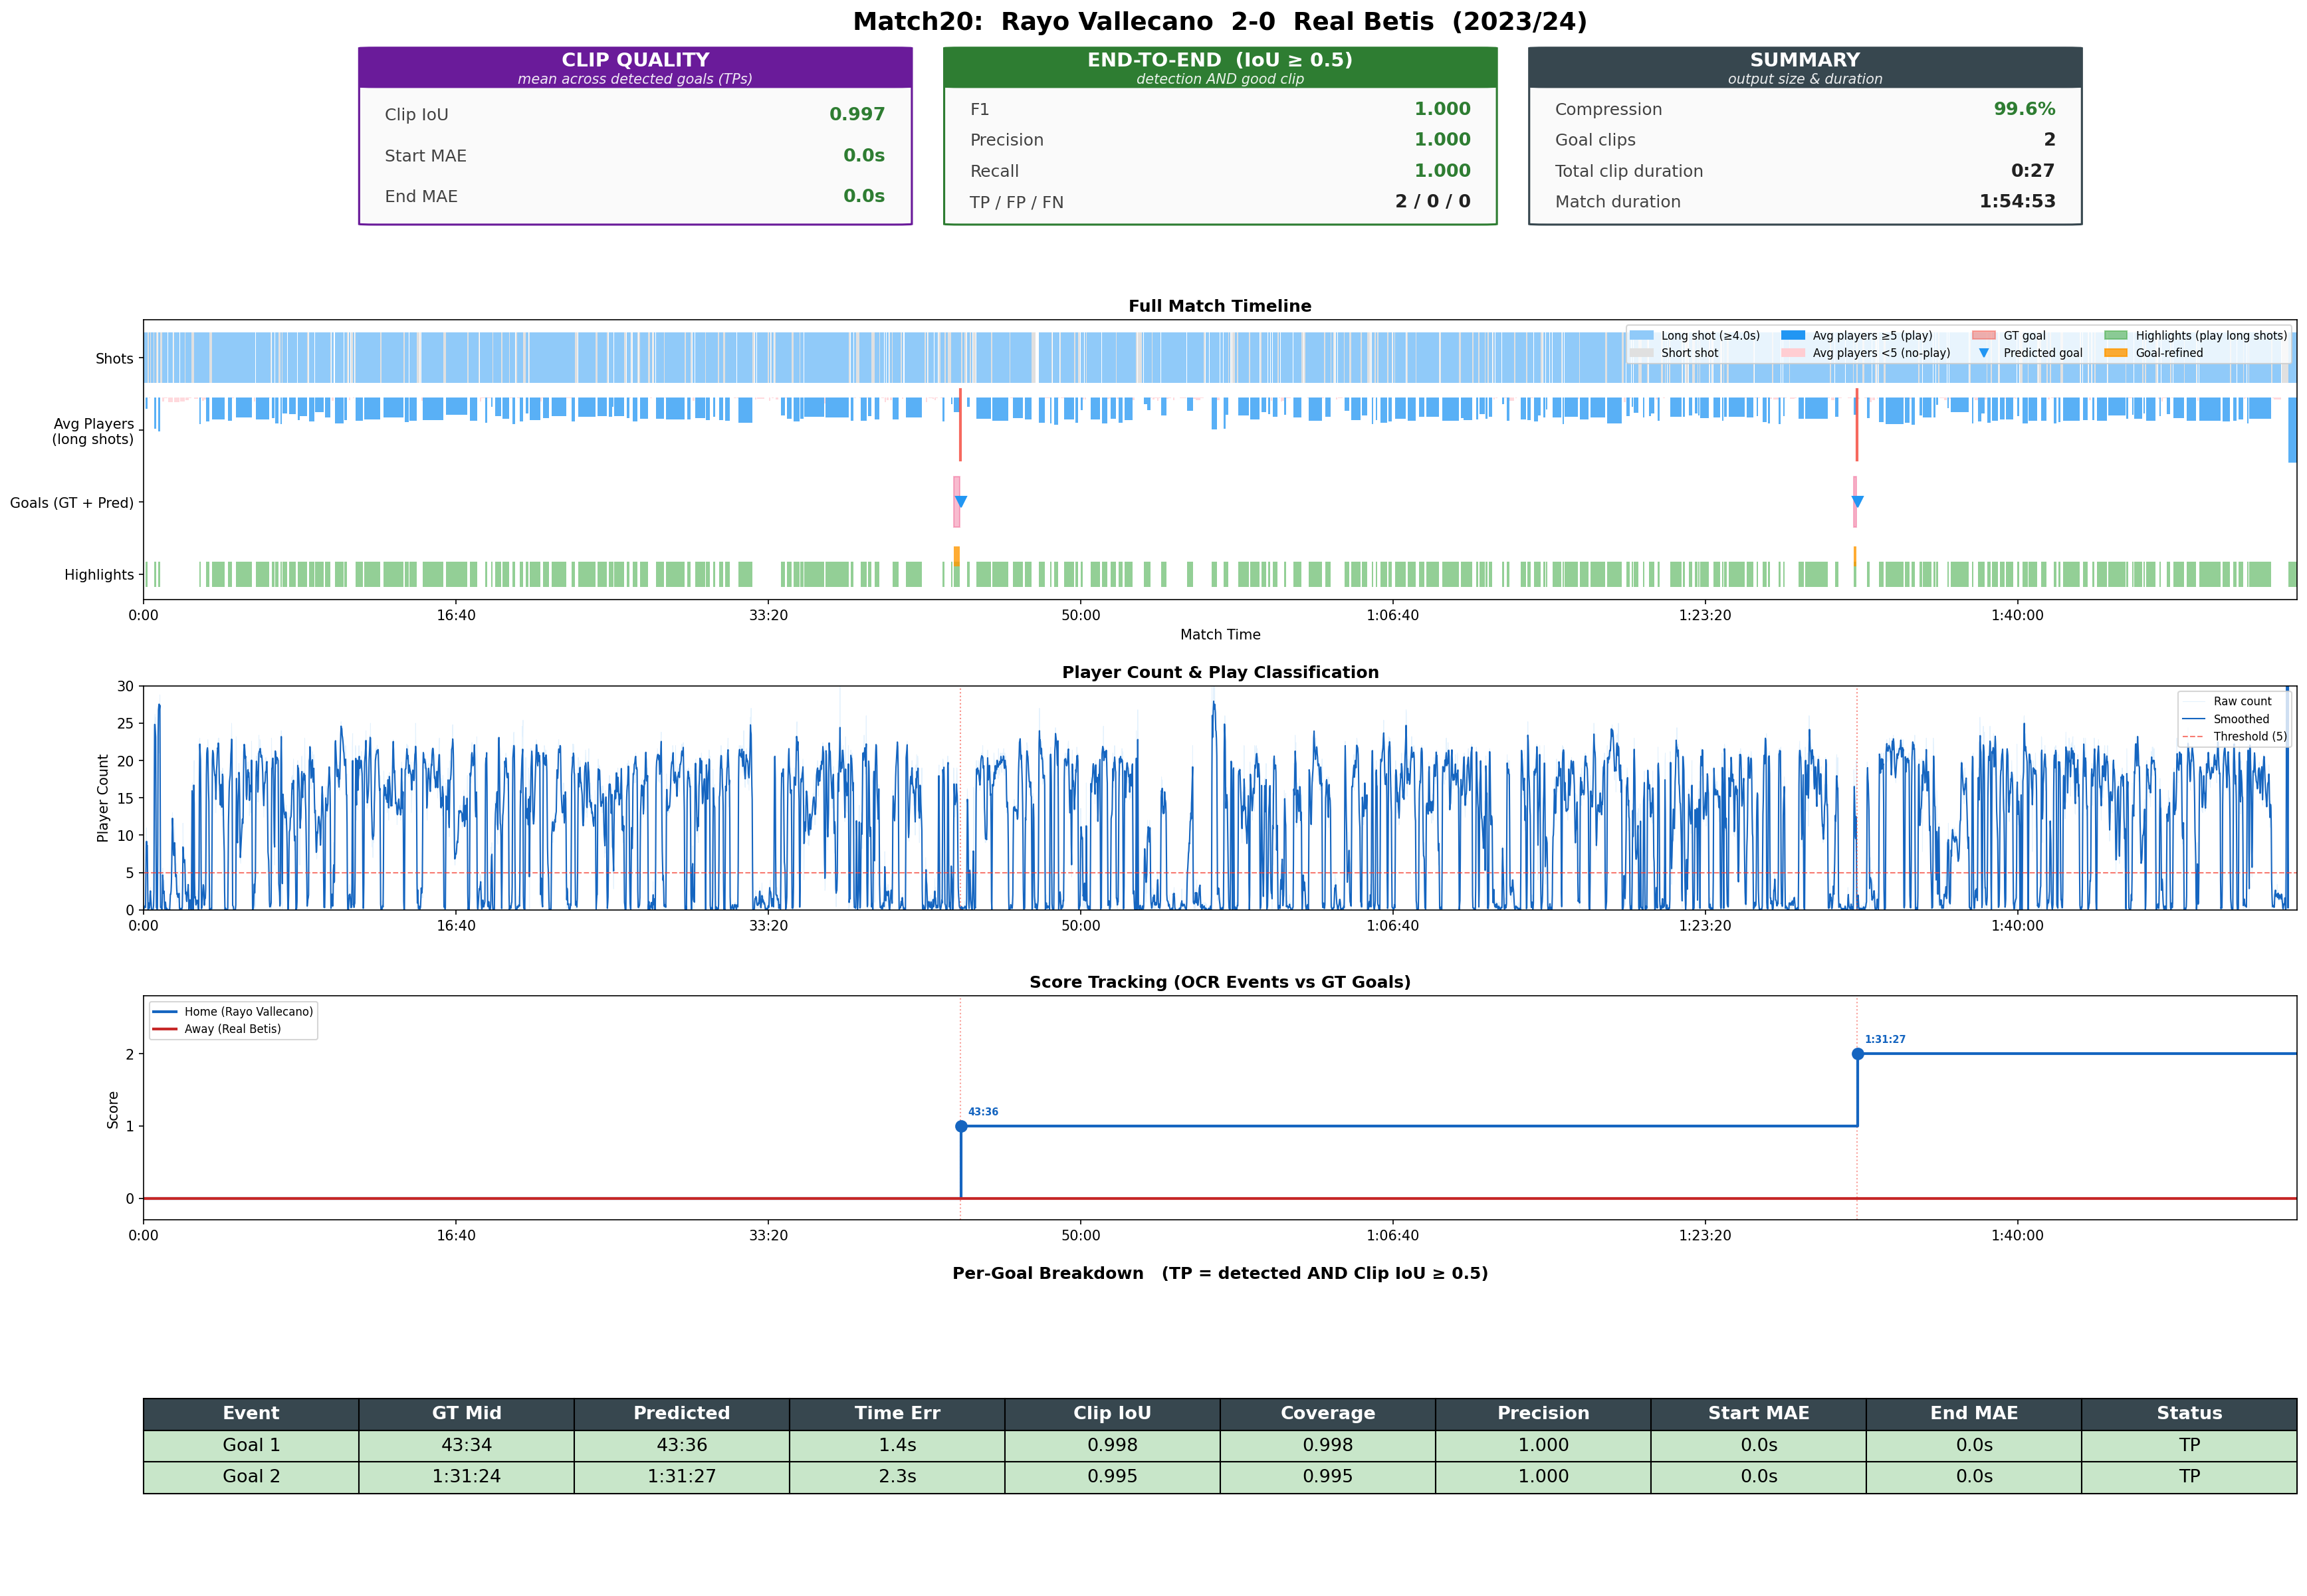 Match20:  Rayo Vallecano  2-0  Real Betis  (2023/24)
CLIP QUALITY
mean across detected goals (TPs)
Clip IoU 0.997
Start MAE 0.0s
End MAE 0.0s
END-TO-END  (IoU ≥ 0.5)
detection AND good clip
F1 1.000
Precision 1.000
Recall 1.000
TP / FP / FN 2 / 0 / 0
SUMMARY
output size & duration
Compression 99.6%
Goal clips 2
Total clip duration 0:27
Match duration 1:54:53
Full Match Timeline
Long shot (≥4.0s) Avg players ≥5 (play) GT goal Highlights (play long shots)
Short shot Avg players <5 (no-play) Predicted goal Goal-refined
Shots
Avg Players
(long shots)
Goals (GT + Pred)
Highlights
0:00 16:40 33:20 50:00 1:06:40 1:23:20 1:40:00
Match Time
Player Count & Play Classification
Raw count
Smoothed
Threshold (5)
Player Count
30
25
20
15
10
5
0
0:00 16:40 33:20 50:00 1:06:40 1:23:20 1:40:00
Score Tracking (OCR Events vs GT Goals)
Home (Rayo Vallecano)
Away (Real Betis)
1:31:27
43:36
Score
2
1
0
0:00 16:40 33:20 50:00 1:06:40 1:23:20 1:40:00
Per-Goal Breakdown   (TP = detected AND Clip IoU ≥ 0.5)
Event GT Mid Predicted Time Err Clip IoU Coverage Precision Start MAE End MAE Status
Goal 1 43:34 43:36 1.4s 0.998 0.998 1.000 0.0s 0.0s TP
Goal 2 1:31:24 1:31:27 2.3s 0.995 0.995 1.000 0.0s 0.0s TP